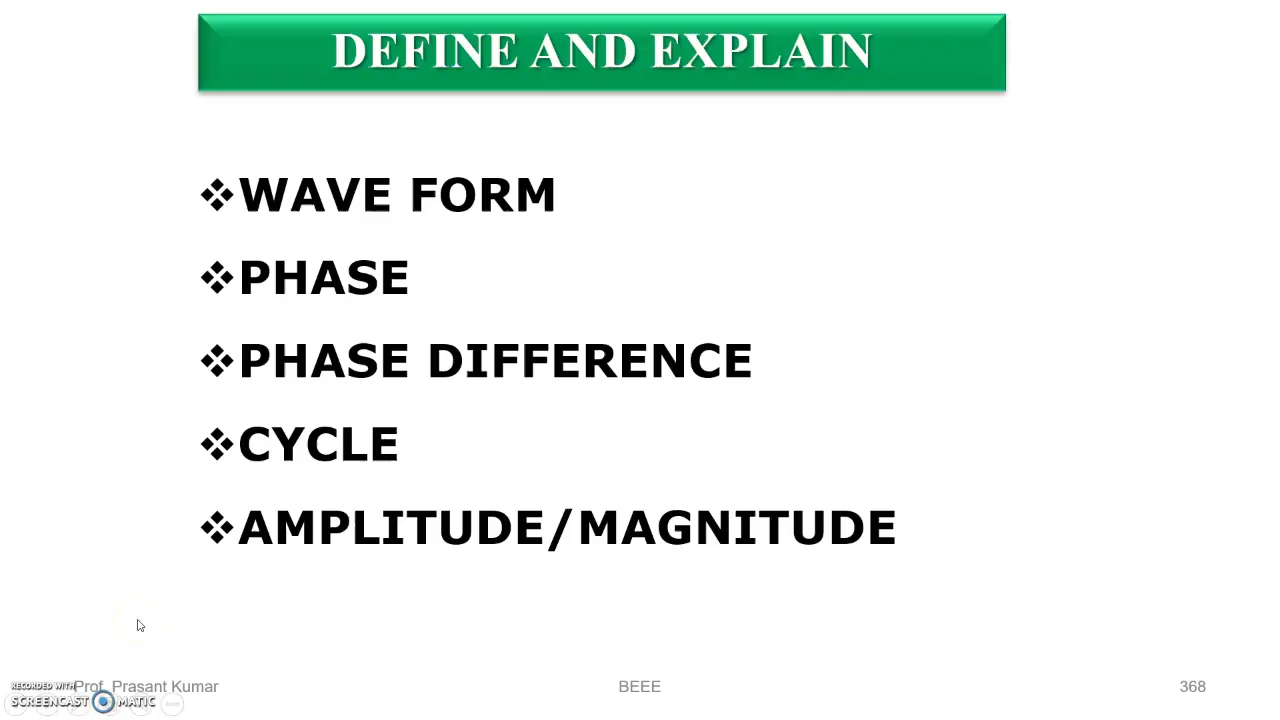 DEFINE AND EXPLAIN
WAVE FORM
PHASE
PHASE DIFFERENCE
CYCLE
AMPLITUDE/MAGNITUDE
RECORDED WITH
SCREENCAST MATIC
Prof. Prasant Kumar
BEEE
368